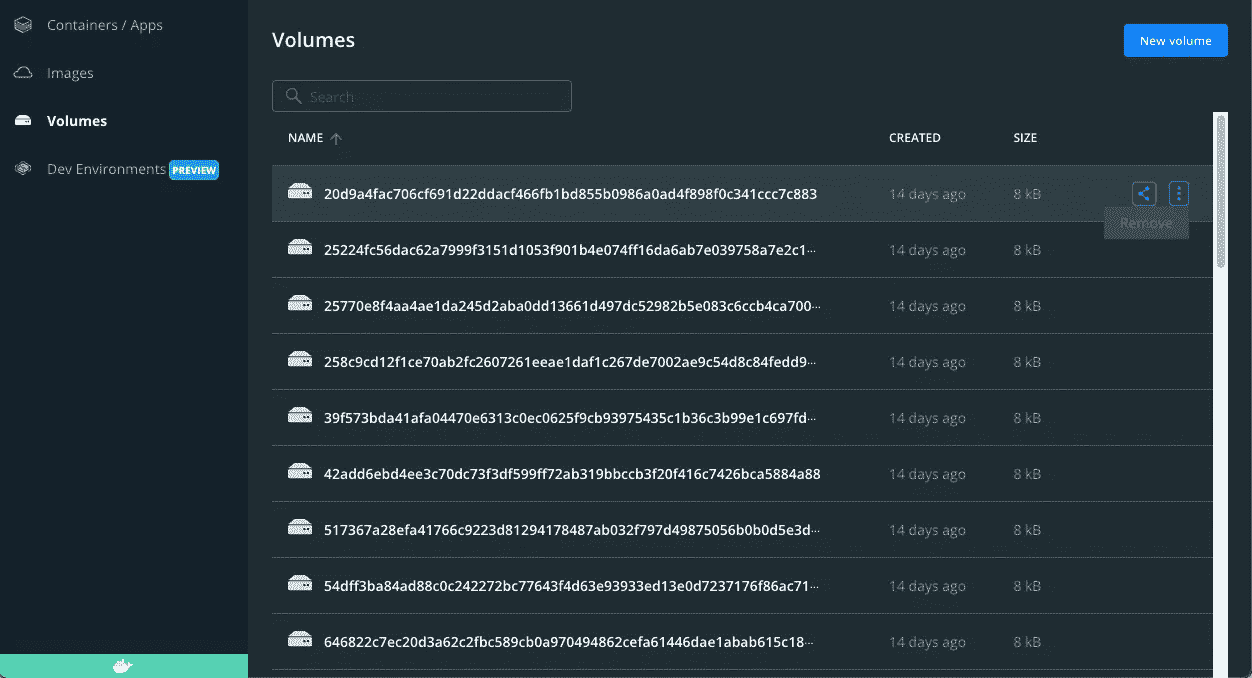 Containers / Apps
Images
Volumes
Dev Environments PREVIEW
Volumes
New volume
Search
NAME CREATED SIZE
20d9a4fac706cf691d22ddacf466fb1bd855b0986a0ad4f898f0c341ccc7c883 14 days ago 8 kB
Remove
25224fc56dac62a7999f3151d1053f901b4e074ff16da6ab7e039758a7e2c1... 14 days ago 8 kB
25770e8f4aa4ae1da245d2aba0dd13661d497dc52982b5e083c6ccb4ca700... 14 days ago 8 kB
258c9cd12f1ce70ab2fc2607261eeae1daf1c267de7002ae9c54d8c84fedd9... 14 days ago 8 kB
39f573bda41afa04470e6313c0ec0625f9cb93975435c1b36c3b99e1c697fd... 14 days ago 8 kB
42add6ebd4ee3c70dc73f3df599ff72ab319bbccb3f20f416c7426bca5884a88 14 days ago 8 kB
517367a28efa41766c9223d81294178487ab032f797d49875056b0b0d5e3d... 14 days ago 8 kB
54dff3ba84ad88c0c242272bc77643f4d63e93933ed13e0d7237176f86ac71... 14 days ago 8 kB
646822c7ec20d3a62c2fbc589cb0a970494862cefa61446dae1abab615c18... 14 days ago 8 kB